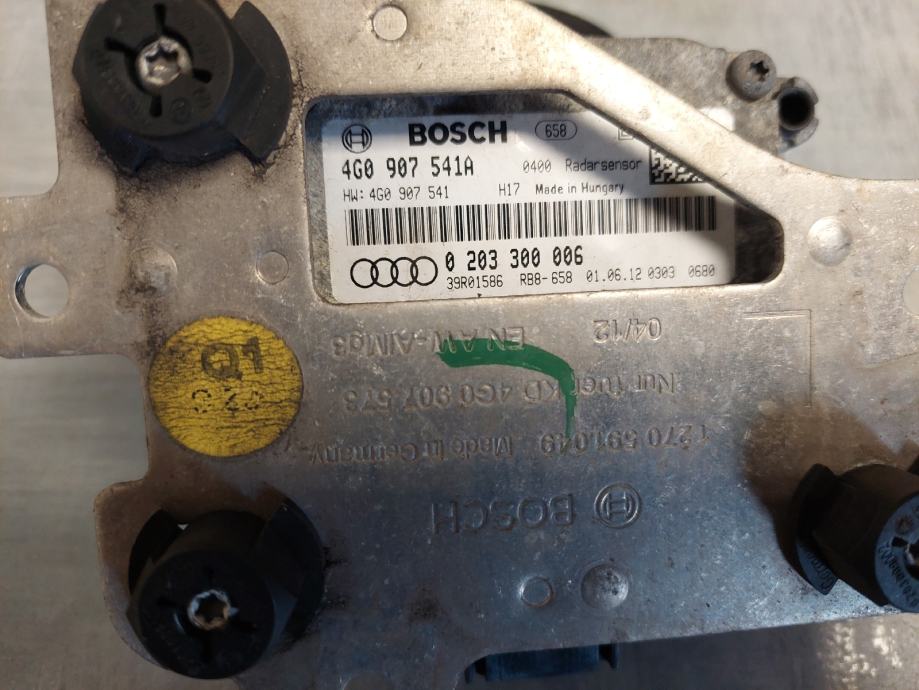 BOSCH 658
4G0 907 541A 0400 Radarsensor
HW: 4G0 907 541 H17 Made in Hungary
0 203 300 006
39R01586 RB8-658 01.06.12 0303 0680
Q1
BOSCH
1 270 591 049 Made in Germany
Nur fuer KD 4G0 907 573
EN AW-AlMg3 04/12